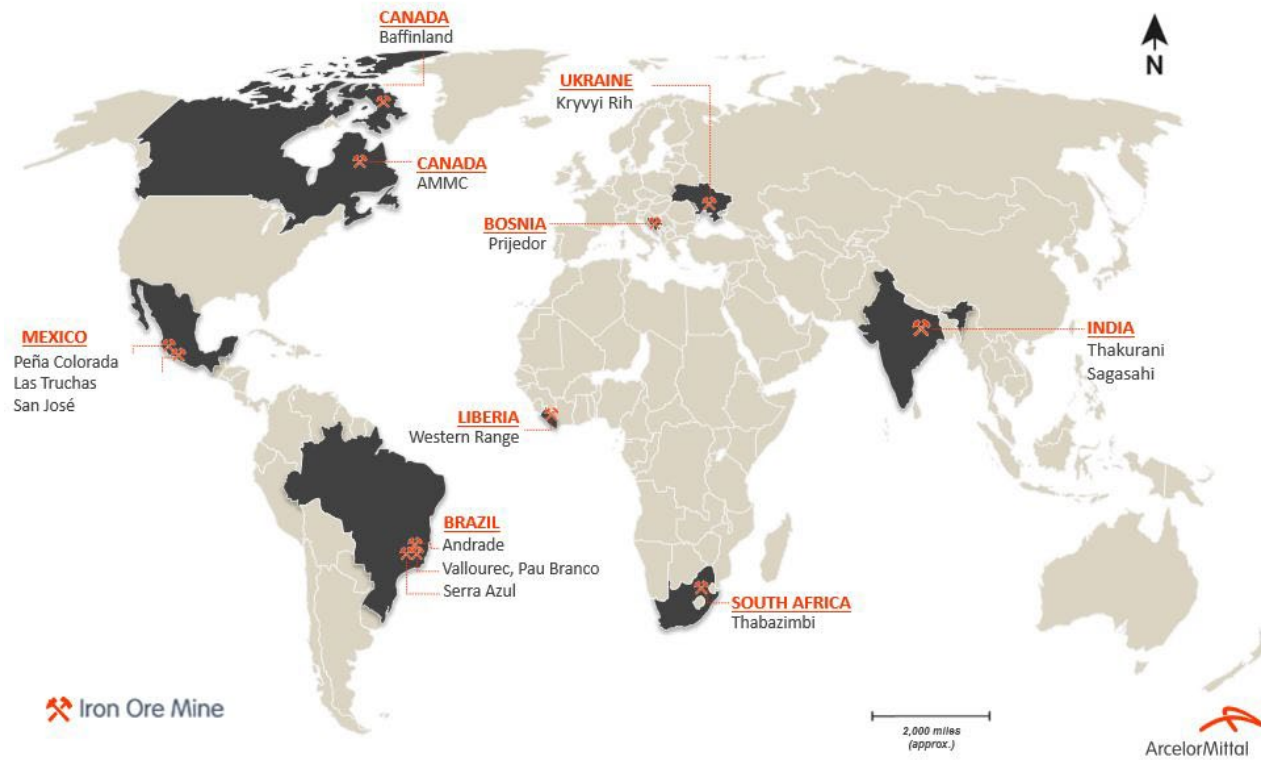 CANADA
Baffinland
N
UKRAINE
Kryvyi Rih
CANADA
AMMC
BOSNIA
Prijedor
MEXICO
Peña Colorada
Las Truchas
San José
INDIA
Thakurani
Sagasahi
LIBERIA
Western Range
BRAZIL
Andrade
Vallourec, Pau Branco
Serra Azul
SOUTH AFRICA
Thabazimbi
Iron Ore Mine
2,000 miles
(approx.)
ArcelorMittal